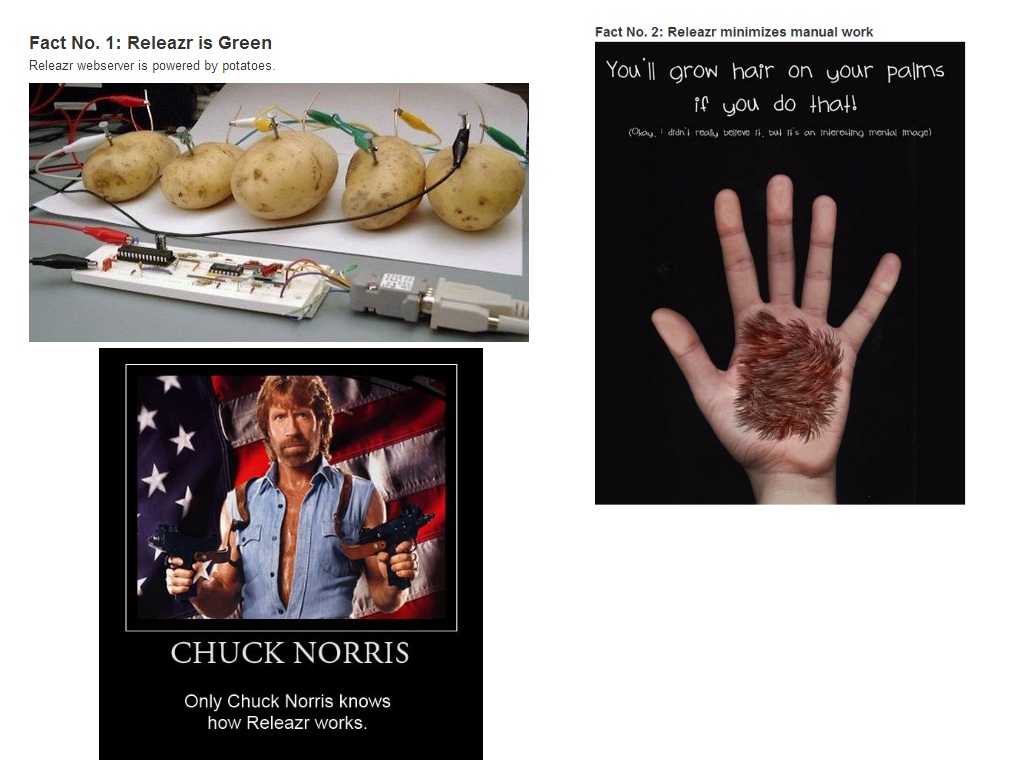 Fact No. 1: Releazr is Green
Releazr webserver is powered by potatoes.
CHUCK NORRIS
Only Chuck Norris knows
how Releazr works.
Fact No. 2: Releazr minimizes manual work
You'll grow hair on your palms
if you do that!
(Okay, I didn't really believe it, but it's an interesting mental image)